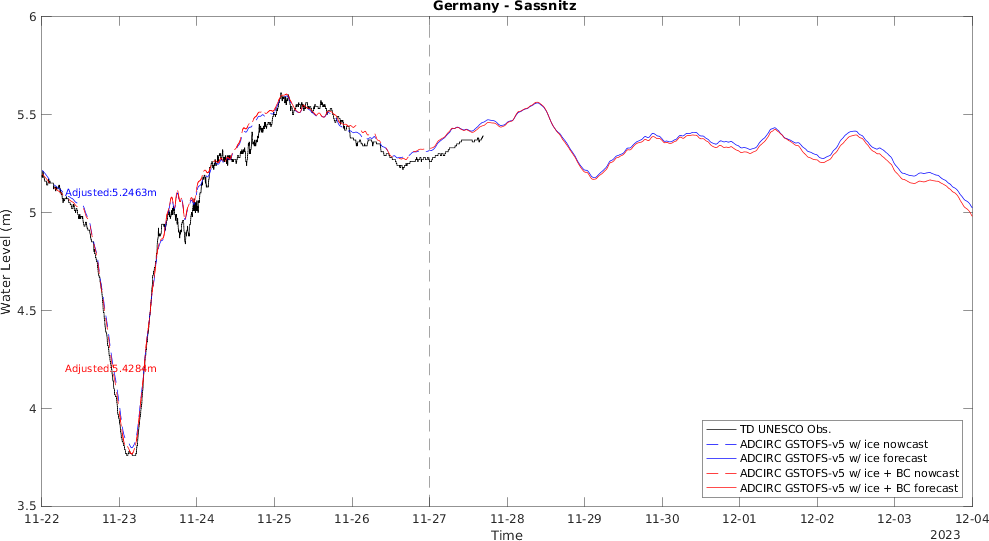 Germany - Sassnitz
6
5.5
5
4.5
4
3.5
Water Level (m)
Adjusted:5.2463m
Adjusted:5.4284m
TD UNESCO Obs.
ADCIRC GSTOFS-v5 w/ ice nowcast
ADCIRC GSTOFS-v5 w/ ice forecast
ADCIRC GSTOFS-v5 w/ ice + BC nowcast
ADCIRC GSTOFS-v5 w/ ice + BC forecast
11-22 11-23 11-24 11-25 11-26 11-27 11-28 11-29 11-30 12-01 12-02 12-03 12-04
Time
2023